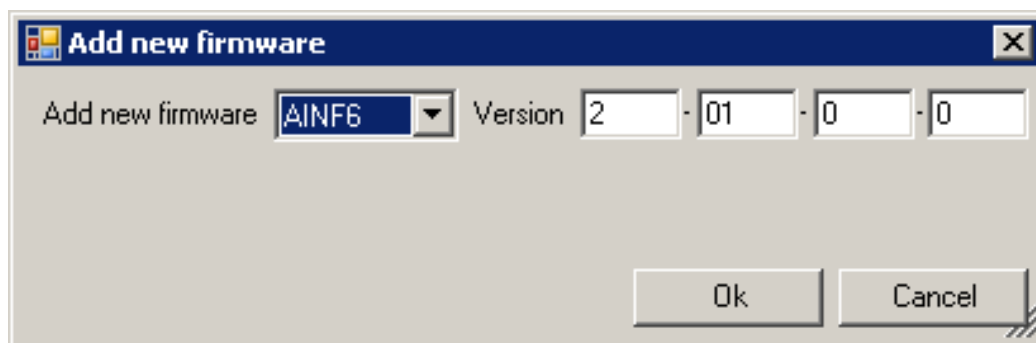 Add new firmware
Add new firmware AINF6 Version 2 - 01 - 0 - 0
Ok Cancel